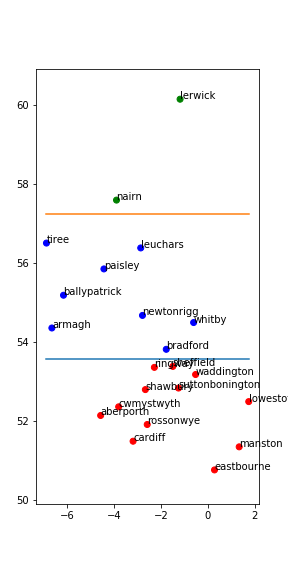 lerwick
60
nairn
58
tiree
leuchars
56
paisley
ballypatrick
newtonrigg
armagh
whitby
54
bradford
ringway
sheffield
waddington
shawbury
suttonbonington
lowestof
cwmystwyth
aberporth
52
rossonwye
cardiff
manston
eastbourne
50
−6 −4 −2 0 2